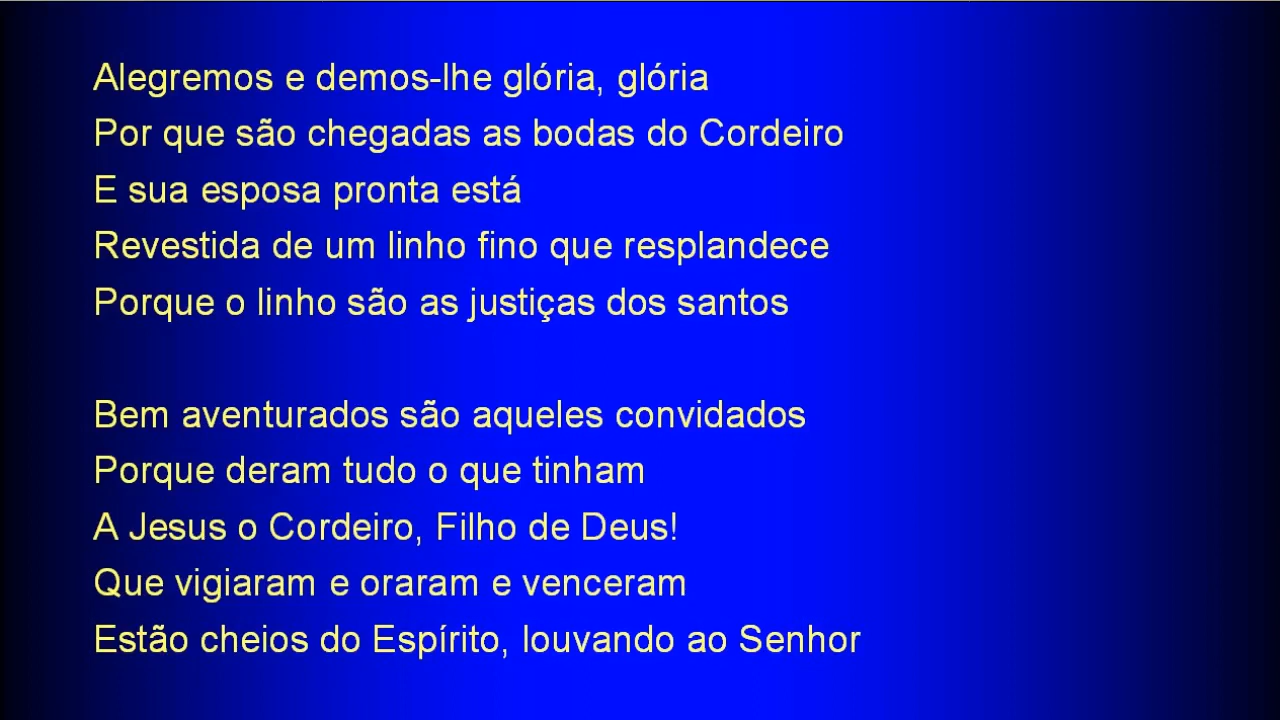 Alegremos e demos-lhe glória, glória
Por que são chegadas as bodas do Cordeiro
E sua esposa pronta está
Revestida de um linho fino que resplandece
Porque o linho são as justiças dos santos
Bem aventurados são aqueles convidados
Porque deram tudo o que tinham
A Jesus o Cordeiro, Filho de Deus!
Que vigiaram e oraram e venceram
Estão cheios do Espírito, louvando ao Senhor